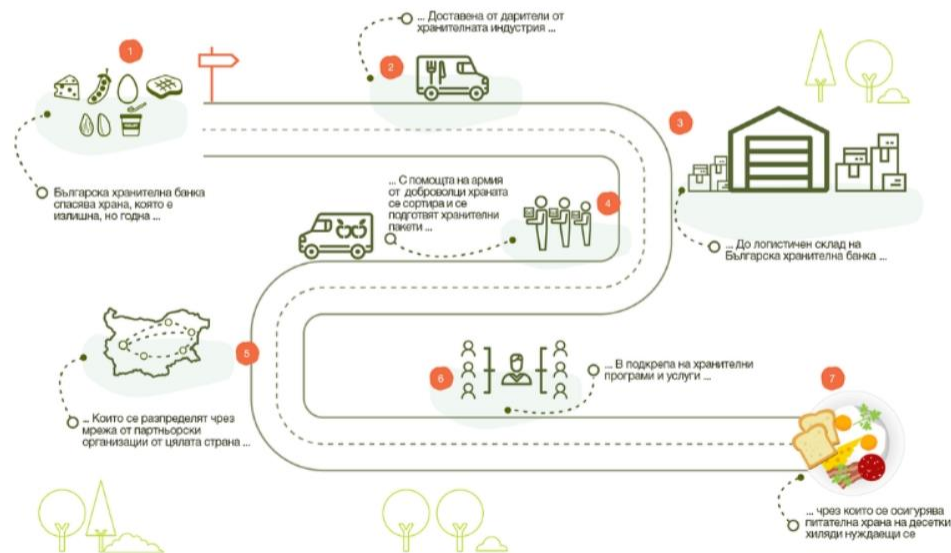 1
Българска хранителна банка
спасява храна, която е
излишна, но годна ...
2
... Доставена от дарители от
хранителната индустрия ...
3
... До логистичен склад на
Българска хранителна банка ...
4
... С помощта на армия
от доброволци храната
се сортира и се
подготвят хранителни
пакети ...
5
... Които се разпределят чрез
мрежа от партньорски
организации от цялата страна ...
6
... В подкрепа на хранителни
програми и услуги ...
7
... чрез които се осигурява
питателна храна на десетки
хиляди нуждаещи се